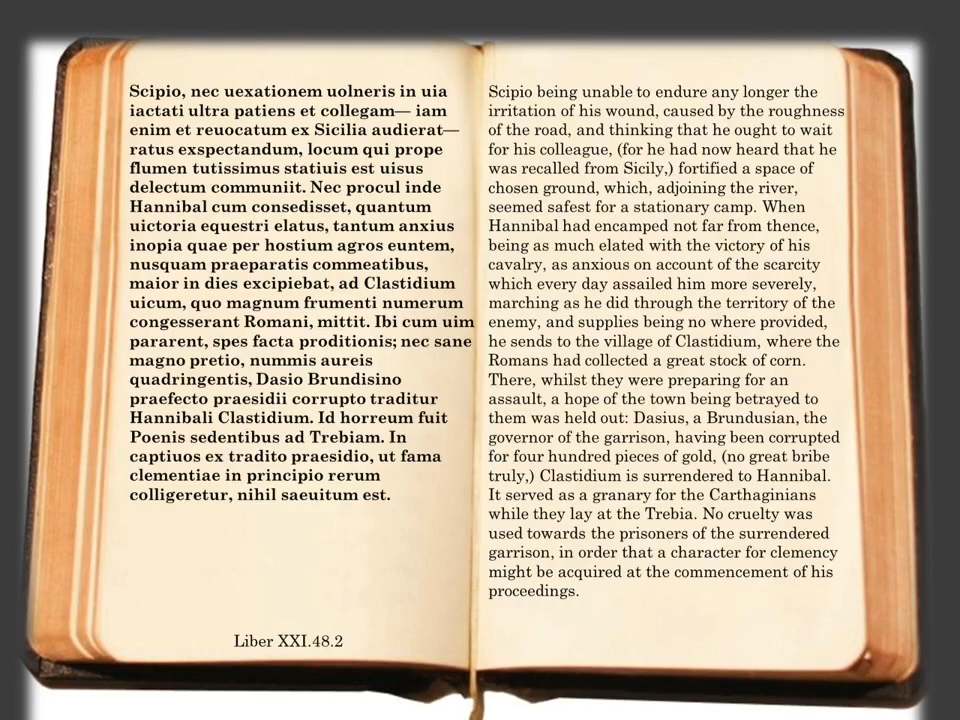 Scipio, nec uexationem uolneris in uia
iactati ultra patiens et collegam— iam
enim et reuocatum ex Sicilia audierat—
ratus exspectandum, locum qui prope
flumen tutissimus statiuis est uisus
delectum communiit. Nec procul inde
Hannibal cum consedisset, quantum
uictoria equestri elatus, tantum anxius
inopia quae per hostium agros euntem,
nusquam praeparatis commeatibus,
maior in dies excipiebat, ad Clastidium
uicum, quo magnum frumenti numerum
congesserant Romani, mittit. Ibi cum uim
pararent, spes facta proditionis; nec sane
magno pretio, nummis aureis
quadringentis, Dasio Brundisino
praefecto praesidii corrupto traditur
Hannibali Clastidium. Id horreum fuit
Poenis sedentibus ad Trebiam. In
captiuos ex tradito praesidio, ut fama
clementiae in principio rerum
colligeretur, nihil saeuitum est.
Liber XXI.48.2
Scipio being unable to endure any longer the
irritation of his wound, caused by the roughness
of the road, and thinking that he ought to wait
for his colleague, (for he had now heard that he
was recalled from Sicily,) fortified a space of
chosen ground, which, adjoining the river,
seemed safest for a stationary camp. When
Hannibal had encamped not far from thence,
being as much elated with the victory of his
cavalry, as anxious on account of the scarcity
which every day assailed him more severely,
marching as he did through the territory of the
enemy, and supplies being no where provided,
he sends to the village of Clastidium, where the
Romans had collected a great stock of corn.
There, whilst they were preparing for an
assault, a hope of the town being betrayed to
them was held out: Dasius, a Brundusian, the
governor of the garrison, having been corrupted
for four hundred pieces of gold, (no great bribe
truly,) Clastidium is surrendered to Hannibal.
It served as a granary for the Carthaginians
while they lay at the Trebia. No cruelty was
used towards the prisoners of the surrendered
garrison, in order that a character for clemency
might be acquired at the commencement of his
proceedings.